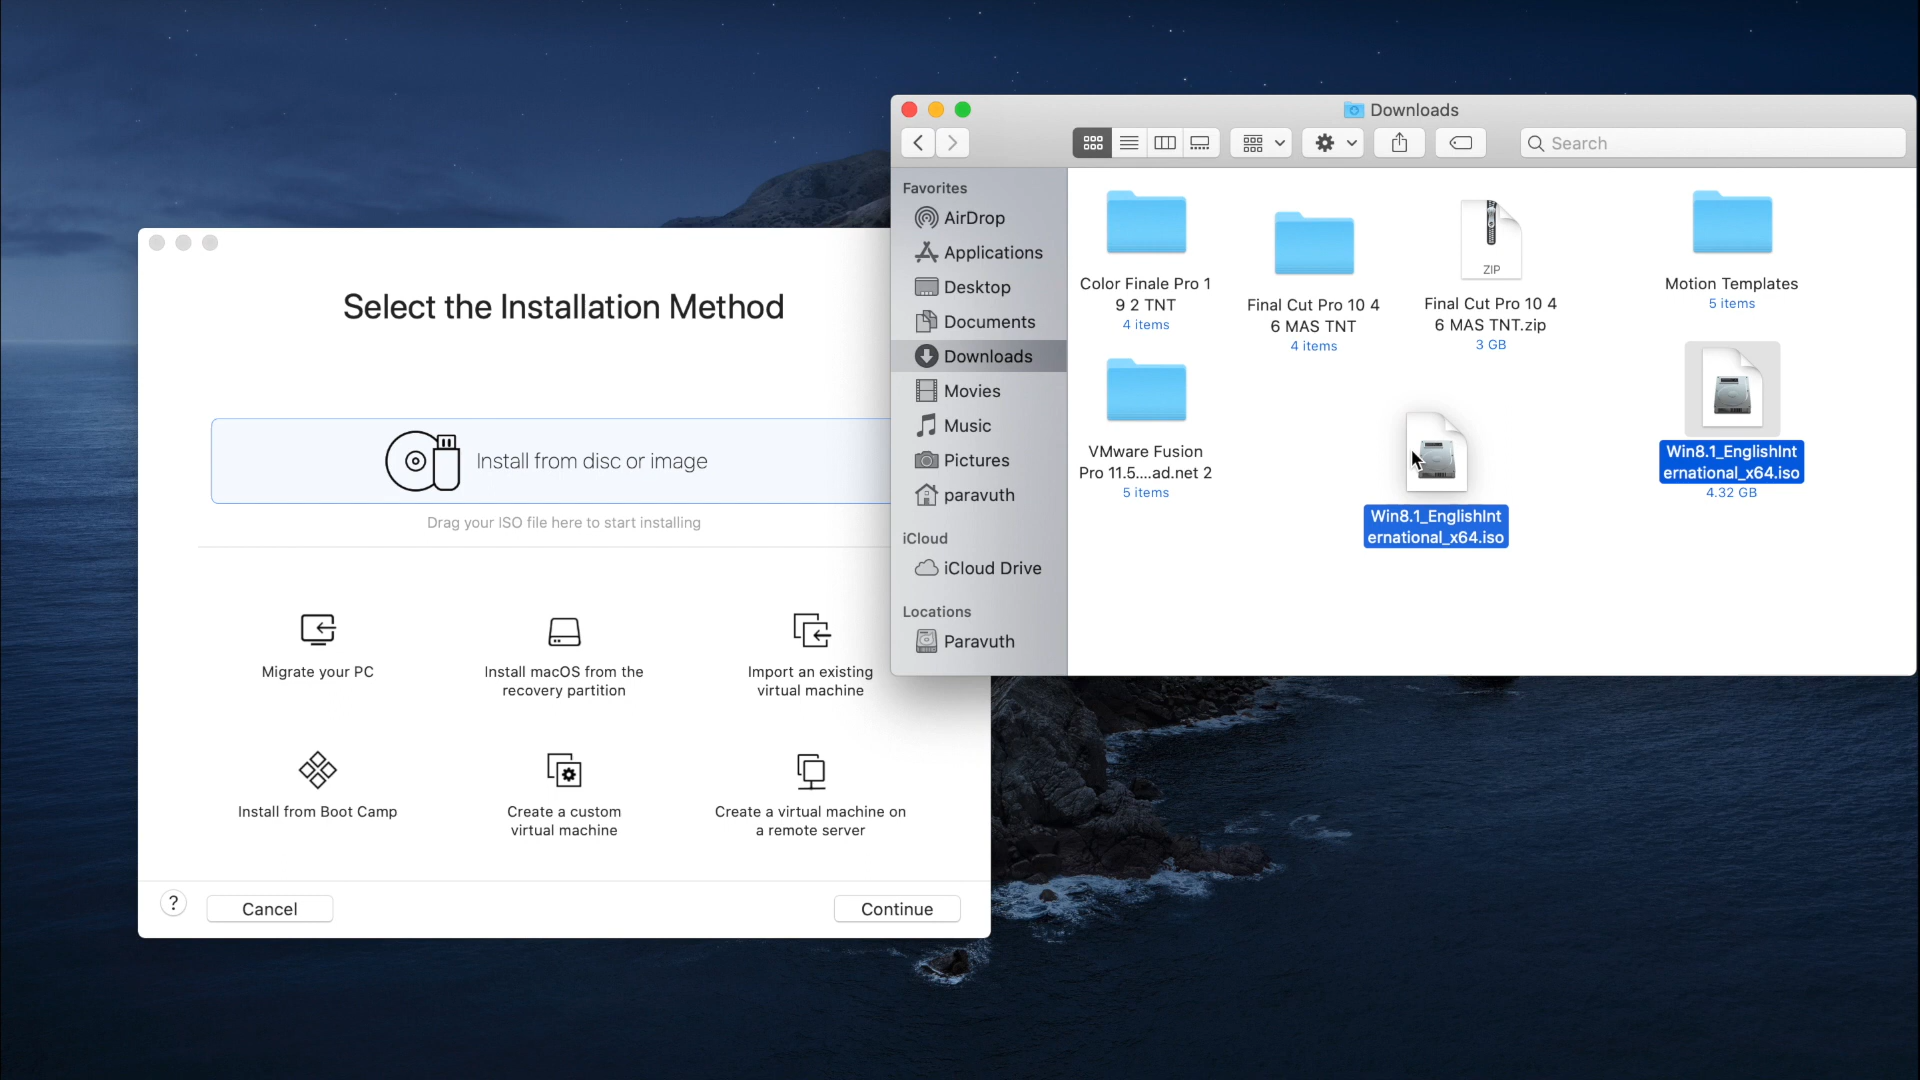 Select the Installation Method
Install from disc or image
Drag your ISO file here to start installing
Migrate your PC
Install macOS from the
recovery partition
Import an existing
virtual machine
Install from Boot Camp
Create a custom
virtual machine
Create a virtual machine on
a remote server
?
Cancel
Continue
Downloads
Search
Favorites
AirDrop
Applications
Desktop
Documents
Downloads
Movies
Music
Pictures
paravuth
iCloud
iCloud Drive
Locations
Paravuth
Color Finale Pro 1
9 2 TNT
4 items
Final Cut Pro 10 4
6 MAS TNT
4 items
ZIP
Final Cut Pro 10 4
6 MAS TNT.zip
3 GB
Motion Templates
5 items
VMware Fusion
Pro 11.5....ad.net 2
5 items
Win8.1_EnglishInt
ernational_x64.iso
Win8.1_EnglishInt
ernational_x64.iso
4.32 GB